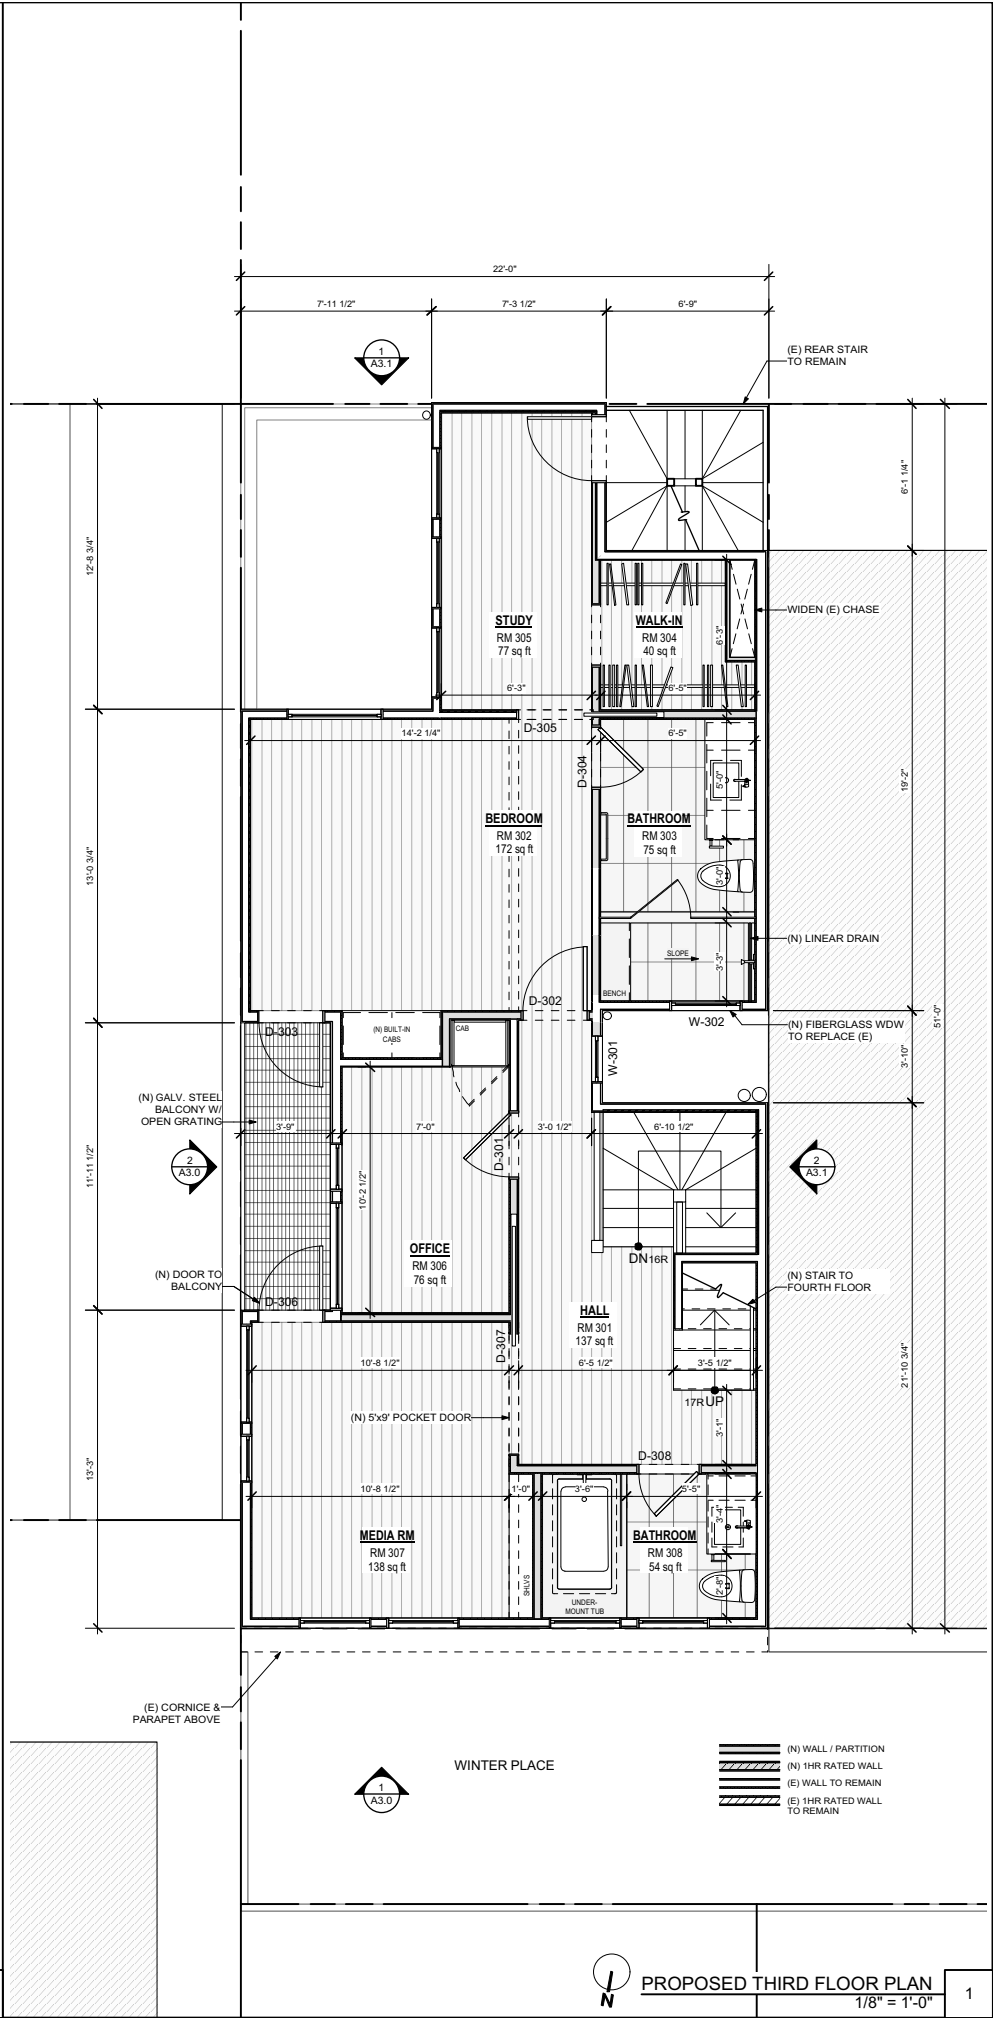 22'-0"
7'-11 1/2"
7'-3 1/2"
6'-9"
1
A3.1
(E) REAR STAIR
TO REMAIN
6'-1 1/4"
12'-8 3/4"
WIDEN (E) CHASE
STUDY
RM 305
77 sq ft
WALK-IN
RM 304
40 sq ft
6'-3"
6'-3"
6'-5"
D-305
14'-2 1/4"
6'-5"
D-304
5'-0"
19'-2"
BEDROOM
RM 302
172 sq ft
BATHROOM
RM 303
75 sq ft
13'-0 3/4"
3'-0"
(N) LINEAR DRAIN
SLOPE
3'-3"
BENCH
D-302
W-302
(N) FIBERGLASS WDW
TO REPLACE (E)
51'-0"
D-303
(N) BUILT-IN
CABS
CAB
W-301
3'-10"
(N) GALV. STEEL
BALCONY W/
OPEN GRATING
3'-9"
7'-0"
D-301
3'-0 1/2"
6'-10 1/2"
2
A3.0
2
A3.1
11'-11 1/2"
10'-2 1/2"
OFFICE
RM 306
76 sq ft
DN 16R
(N) DOOR TO
BALCONY
D-306
(N) STAIR TO
FOURTH FLOOR
HALL
RM 301
137 sq ft
D-307
10'-8 1/2"
6'-5 1/2"
3'-5 1/2"
21'-10 3/4"
17R UP
(N) 5'x9' POCKET DOOR
3'-1"
D-308
13'-3"
10'-8 1/2"
1'-0"
3'-6"
5'-5"
3'-4"
MEDIA RM
RM 307
138 sq ft
BATHROOM
RM 308
54 sq ft
SHLVS
2'-8"
UNDER-
MOUNT TUB
(E) CORNICE &
PARAPET ABOVE
WINTER PLACE
1
A3.0
(N) WALL / PARTITION
(N) 1HR RATED WALL
(E) WALL TO REMAIN
(E) 1HR RATED WALL
TO REMAIN
N
PROPOSED THIRD FLOOR PLAN
1/8" = 1'-0"
1